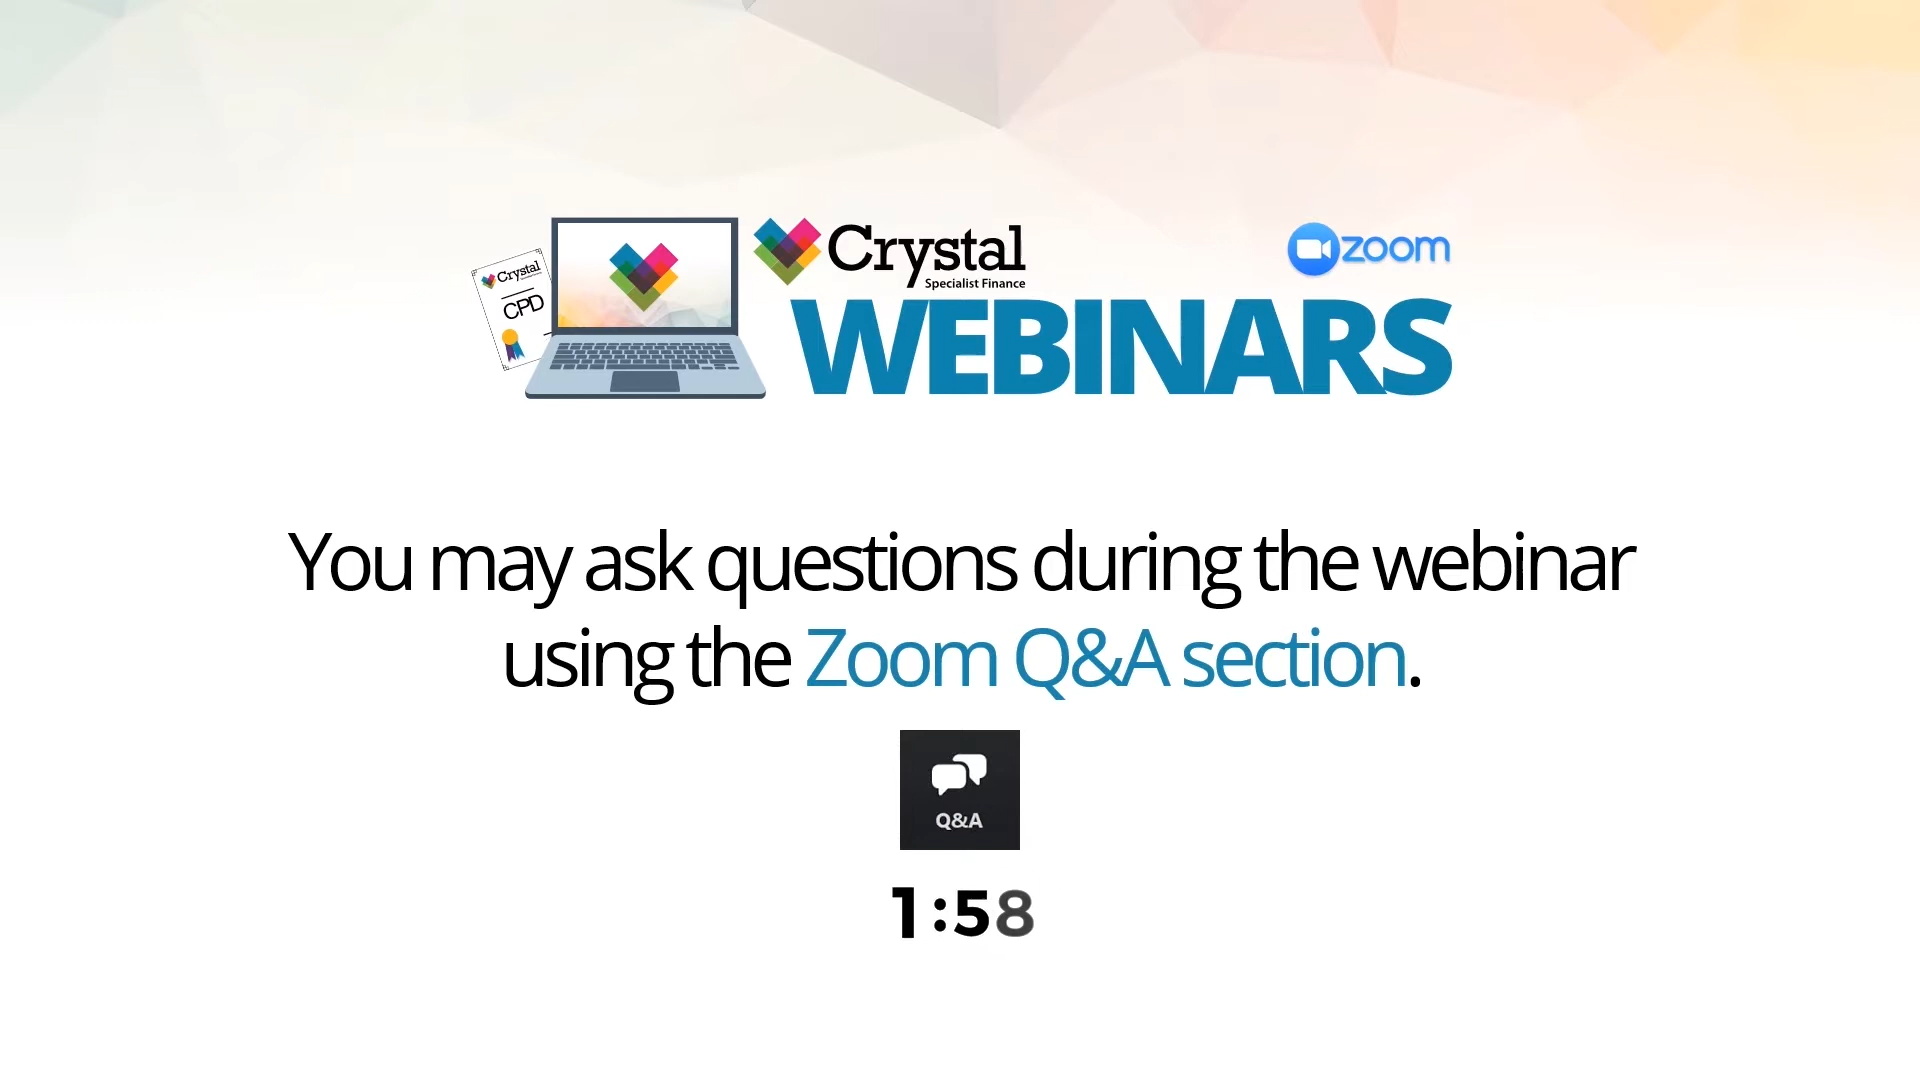 Crystal
CPD
Crystal
Specialist Finance
zoom
WEBINARS
You may ask questions during the webinar
using the Zoom Q&A section.
Q&A
1:58